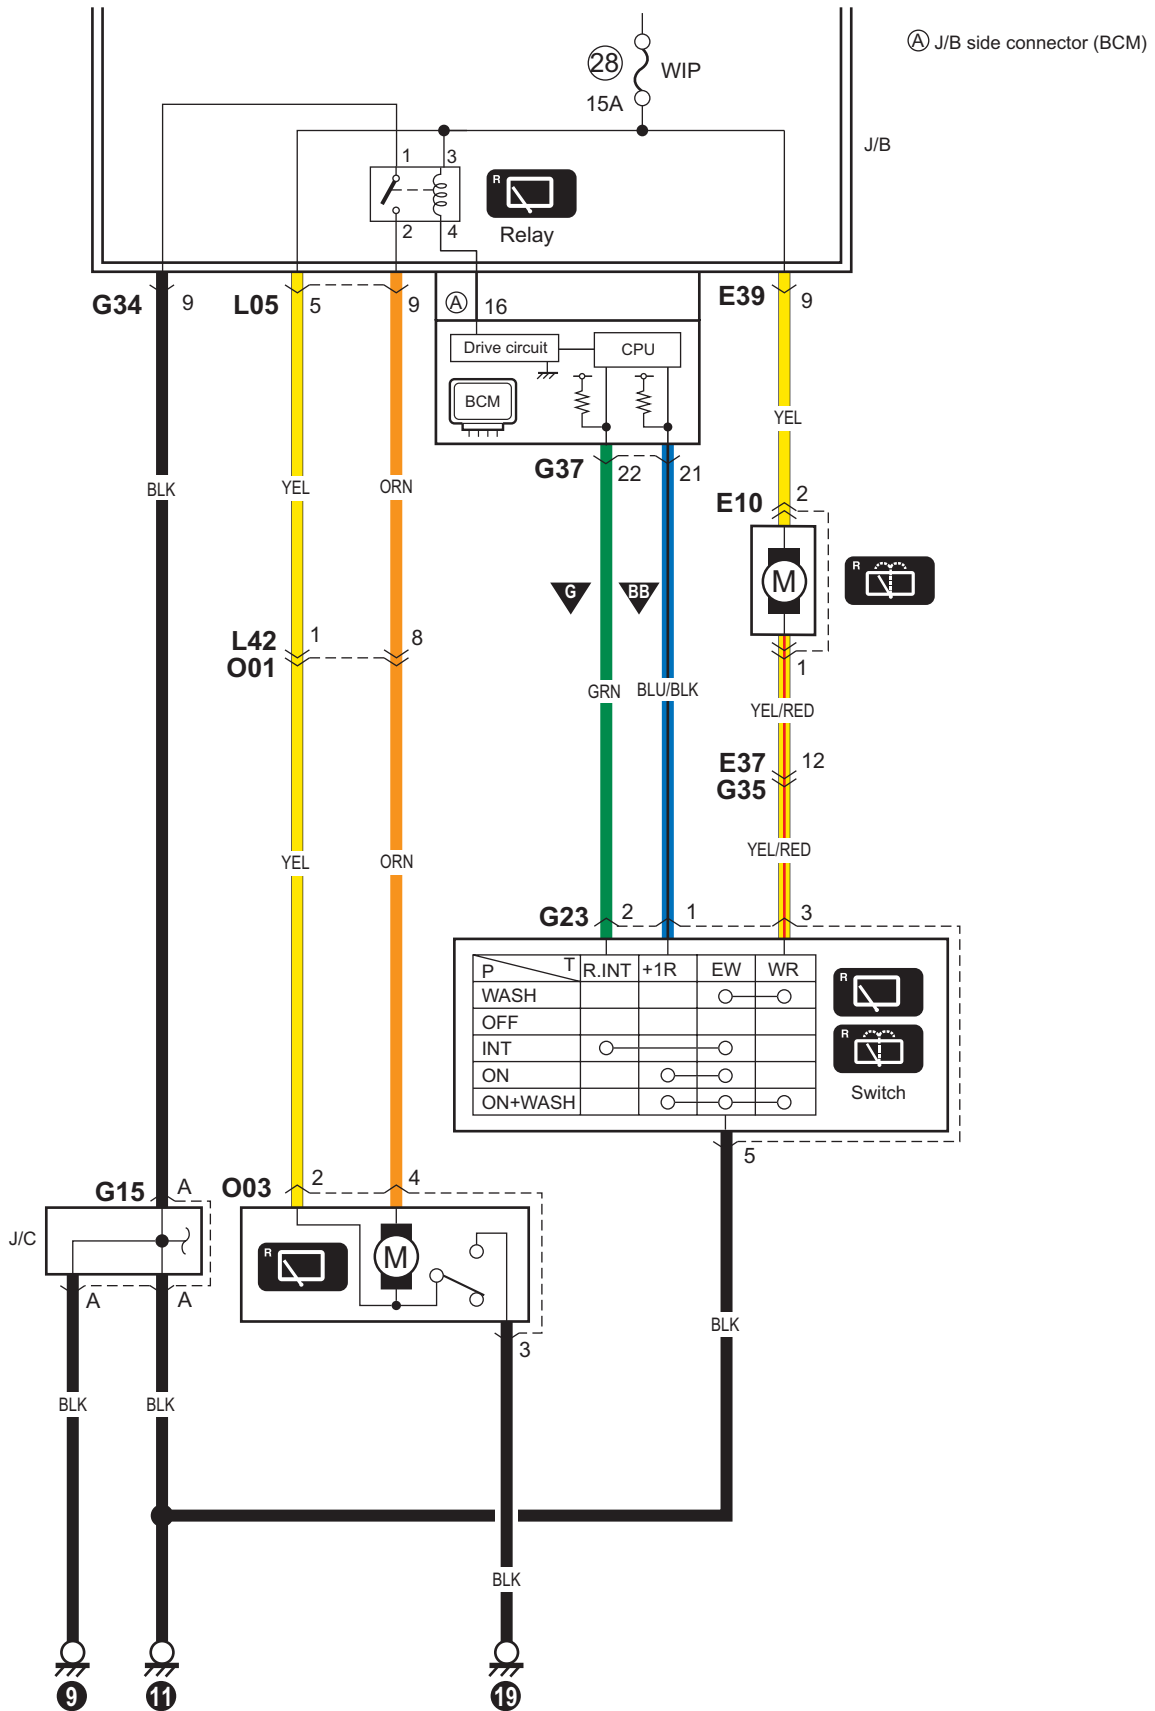 Ⓐ J/B side connector (BCM)
28
WIP
15A
J/B
1 3
R
Relay
2 4
G34 9
L05 5 9
A 16
E39 9
Drive circuit
CPU
BCM
YEL
G37 22 21
BLK
YEL
ORN
E10 2
M
R
G
BB
L42 1 8
O01
1
GRN
BLU/BLK
YEL/RED
E37 12
G35
YEL
ORN
YEL/RED
G23 2 1 3
P T R.INT +1R EW WR
WASH
OFF
INT
ON
ON+WASH
R
R
Switch
5
G15 A
O03 2 4
J/C
R
M
A A
3
BLK
BLK
BLK
BLK
9
11
19